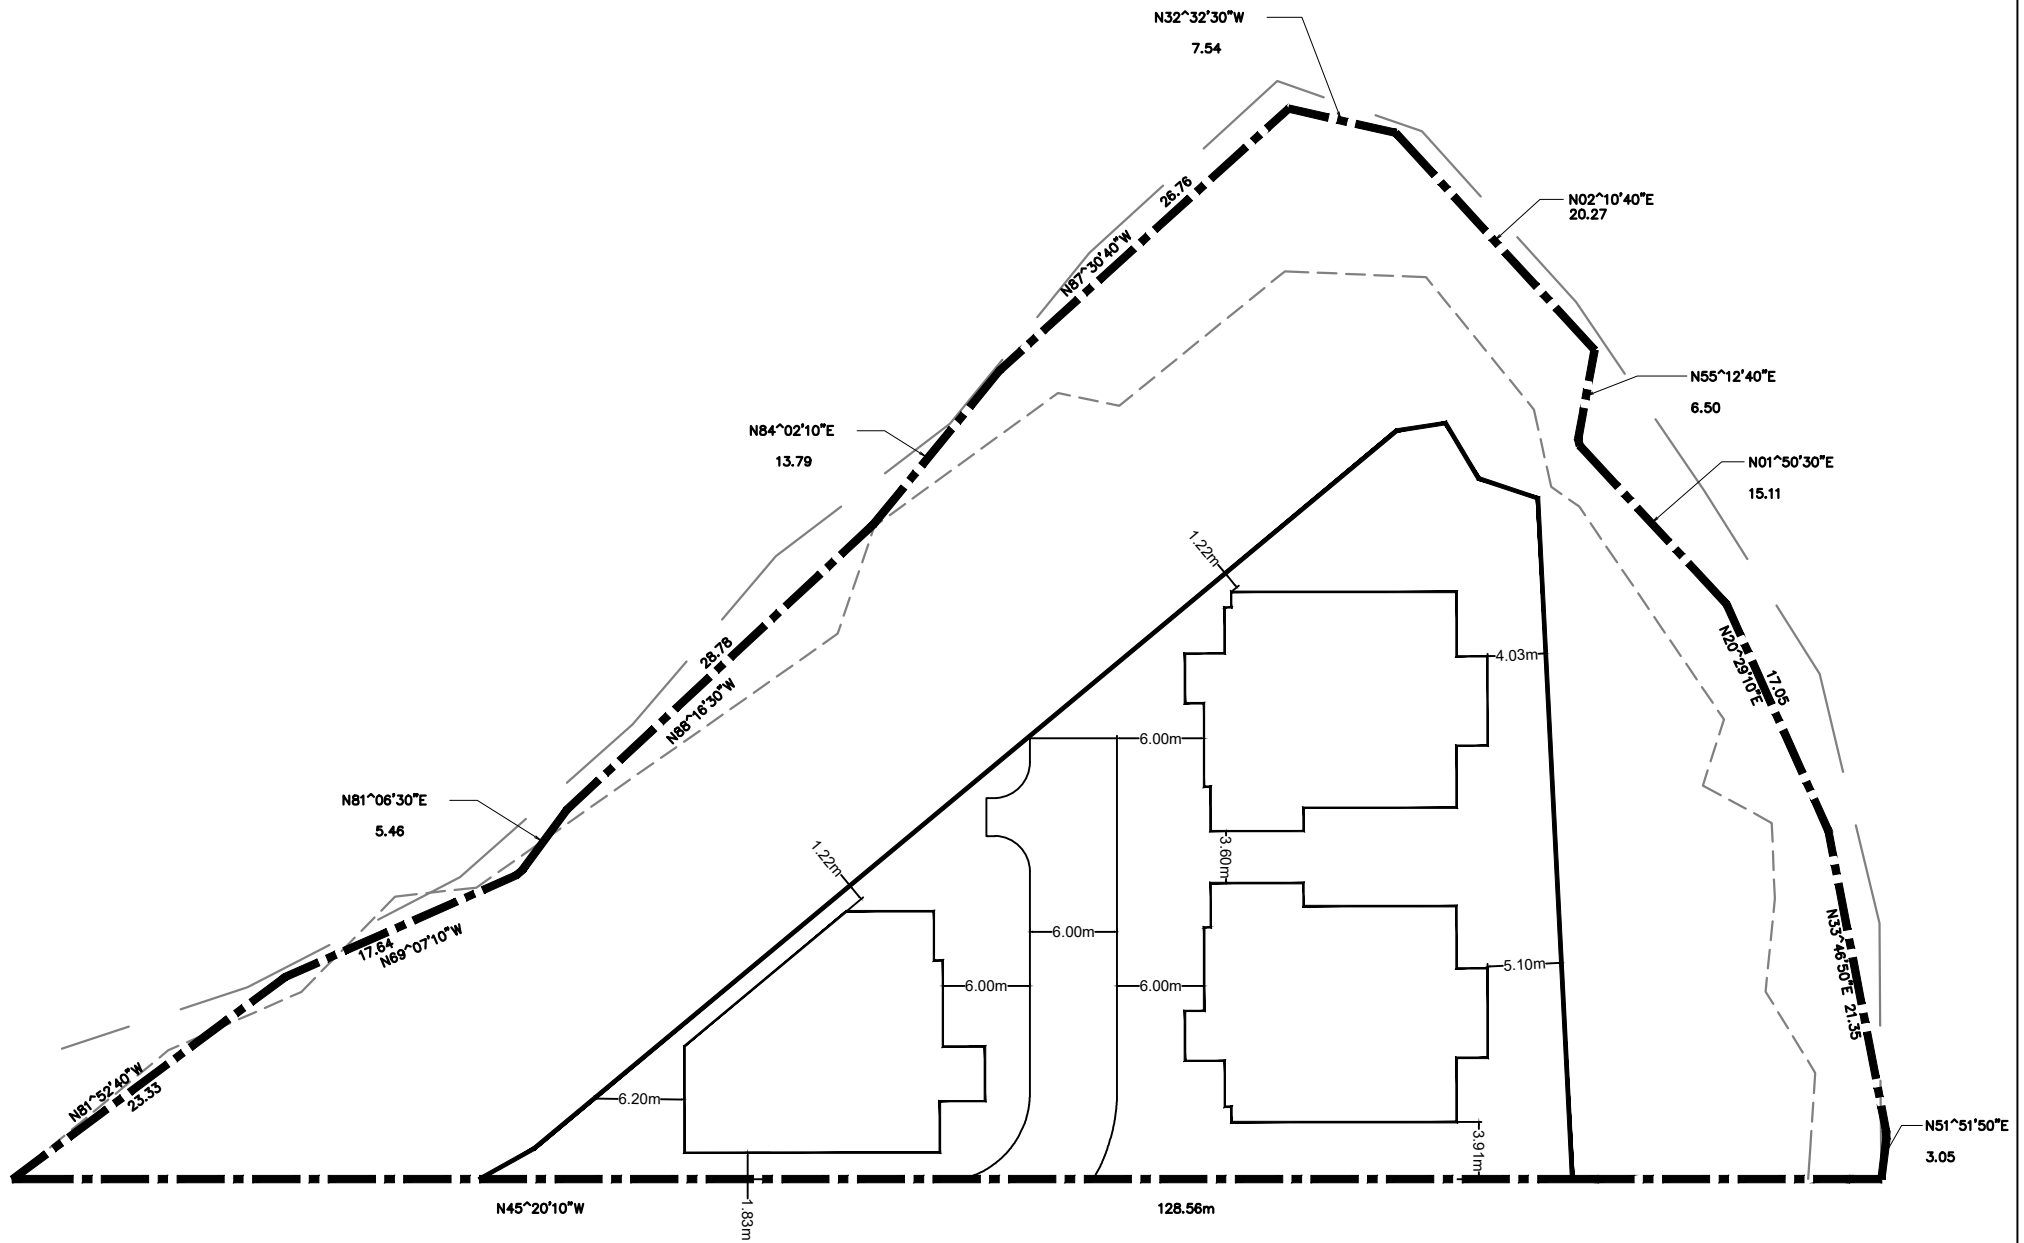 N32^32'30"W
7.54
26.76
N87^30'40"W
N02^10'40"E
20.27
N55^12'40"E
6.50
N84^02'10"E
13.79
N01^50'30"E
15.11
1.22m
28.78
N88^16'30"W
4.03m
N20^29'10"E
17.05
6.00m
N81^06'30"E
5.46
1.22m
3.60m
17.64
N69^07'10"W
6.00m
6.00m
6.00m
5.10m
N33^46'50"E 21.35
N81^52'40"W
23.33
6.20m
3.91m
N51^51'50"E
3.05
N45^20'10"W
1.83m
128.56m